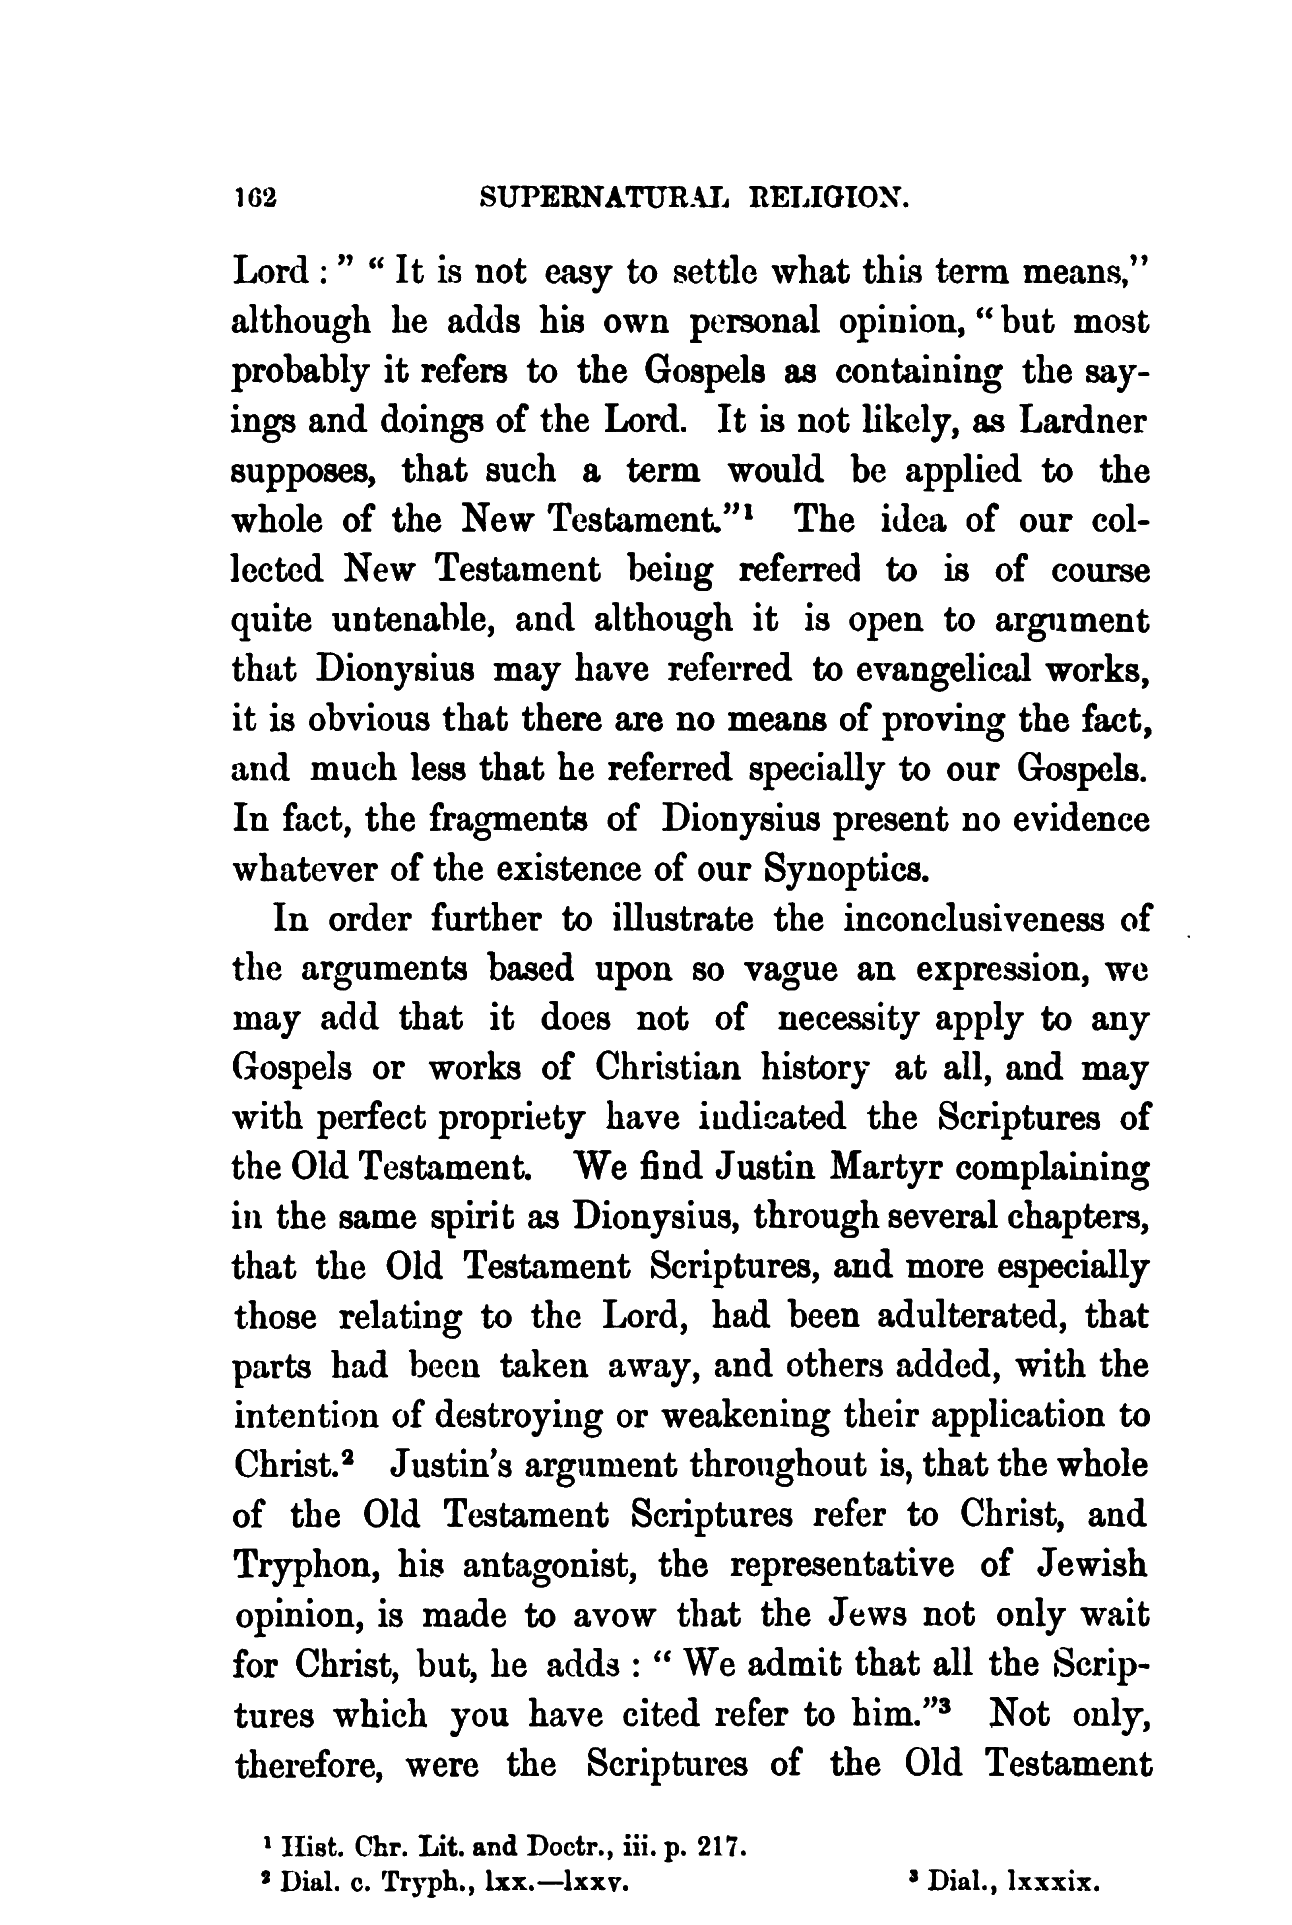 162 SUPERNATURAL RELIGION.
Lord : ” “ It is not easy to settle what this term means,”
although he adds his own personal opinion, “ but most
probably it refers to the Gospels as containing the say-
ings and doings of the Lord. It is not likely, as Lardner
supposes, that such a term would be applied to the
whole of the New Testament.”¹ The idea of our col-
lected New Testament being referred to is of course
quite untenable, and although it is open to argument
that Dionysius may have referred to evangelical works,
it is obvious that there are no means of proving the fact,
and much less that he referred specially to our Gospels.
In fact, the fragments of Dionysius present no evidence
whatever of the existence of our Synoptics.
In order further to illustrate the inconclusiveness of
the arguments based upon so vague an expression, we
may add that it does not of necessity apply to any
Gospels or works of Christian history at all, and may
with perfect propriety have indicated the Scriptures of
the Old Testament. We find Justin Martyr complaining
in the same spirit as Dionysius, through several chapters,
that the Old Testament Scriptures, and more especially
those relating to the Lord, had been adulterated, that
parts had been taken away, and others added, with the
intention of destroying or weakening their application to
Christ.² Justin’s argument throughout is, that the whole
of the Old Testament Scriptures refer to Christ, and
Tryphon, his antagonist, the representative of Jewish
opinion, is made to avow that the Jews not only wait
for Christ, but, he adds : “ We admit that all the Scrip-
tures which you have cited refer to him.”³ Not only,
therefore, were the Scriptures of the Old Testament
¹ Hist. Chr. Lit. and Doctr., iii. p. 217.
² Dial. c. Tryph., lxx.—lxxv. ³ Dial., lxxxix.